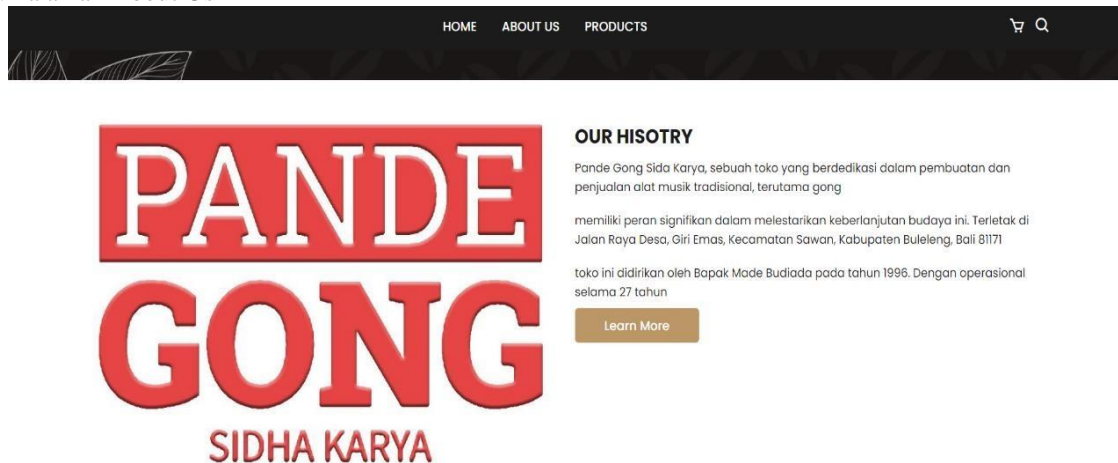 HOME ABOUT US PRODUCTS
PANDE
GONG
SIDHA KARYA
OUR HISOTRY
Pande Gong Sida Karya, sebuah toko yang berdedikasi dalam pembuatan dan
penjualan alat musik tradisional, terutama gong
memiliki peran signifikan dalam melestarikan keberlanjutan budaya ini. Terletak di
Jalan Raya Desa, Giri Emas, Kecamatan Sawan, Kabupaten Buleleng, Bali 81171
toko ini didirikan oleh Bapak Made Budiada pada tahun 1996. Dengan operasional
selama 27 tahun
Learn More